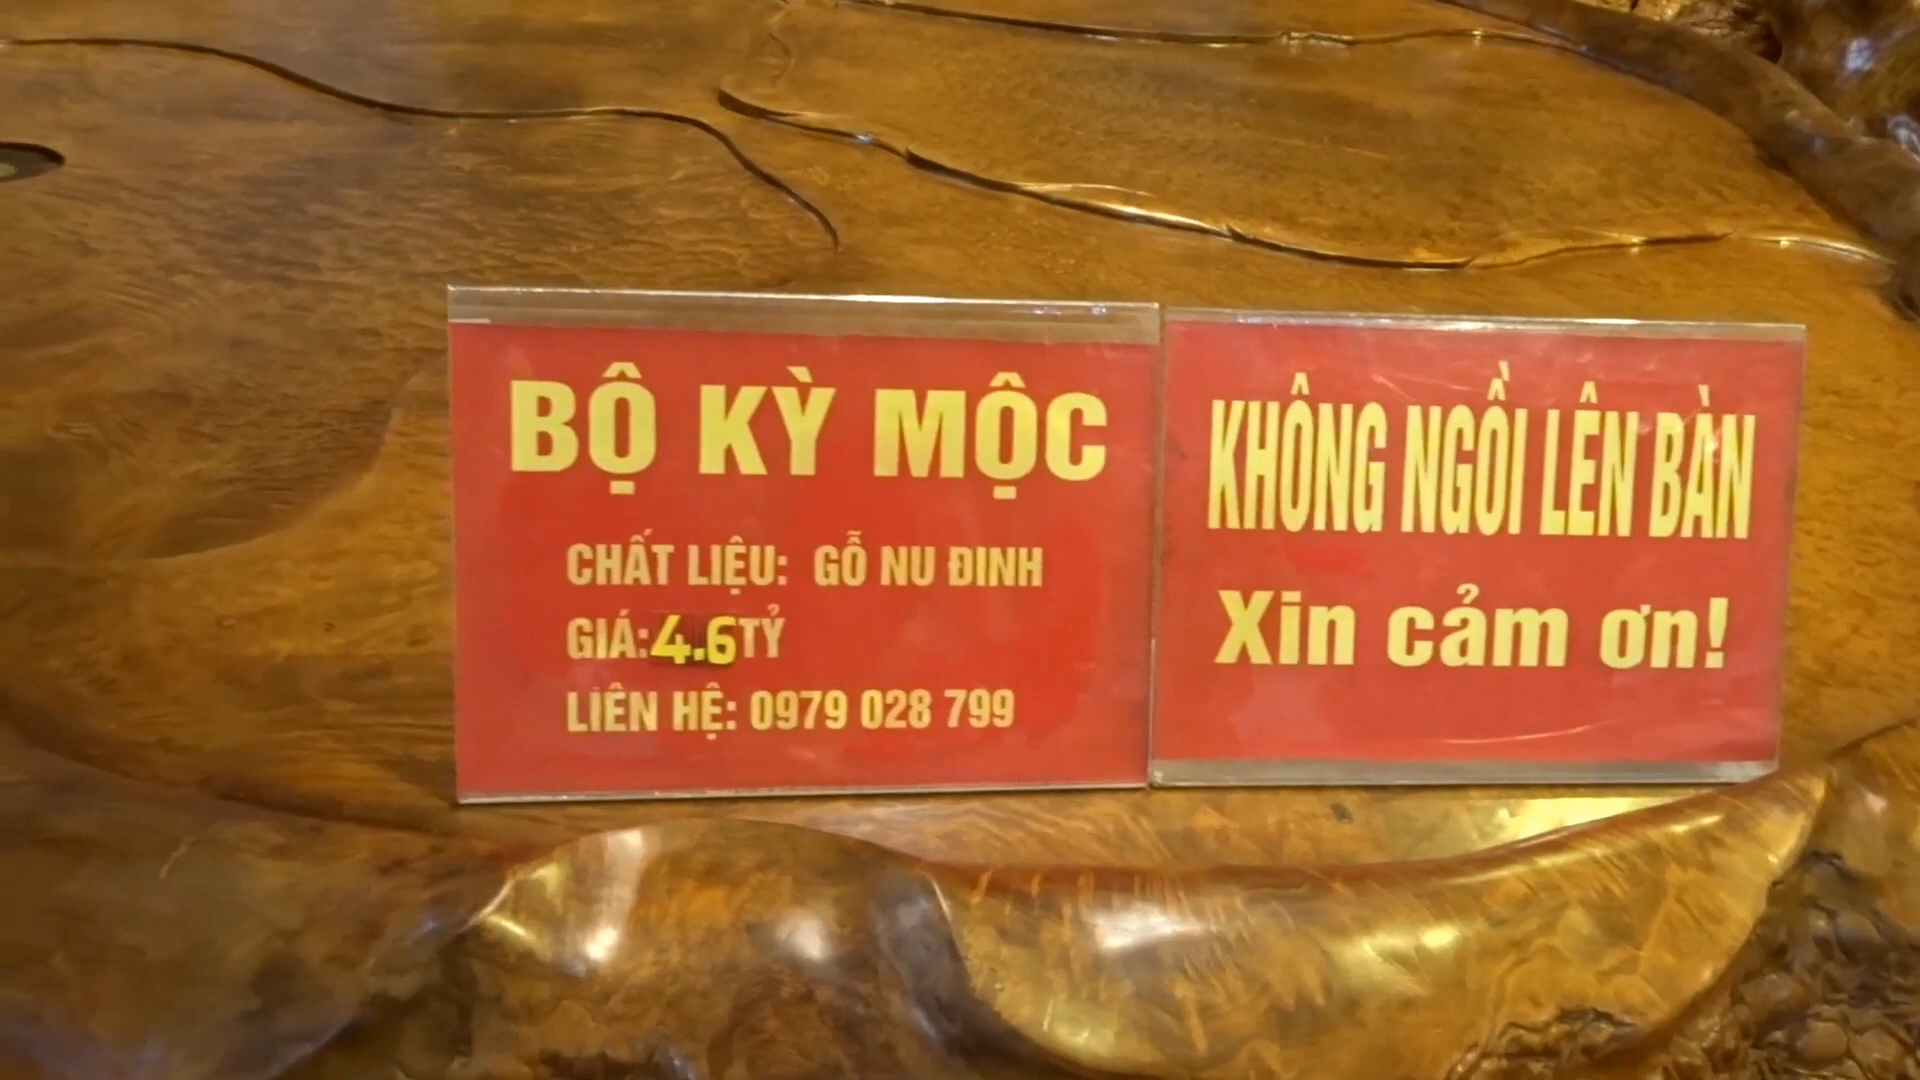 BỘ KỲ MỘC
CHẤT LIỆU: GỖ NU ĐINH
GIÁ:4.6TỶ
LIÊN HỆ: 0979 028 799
KHÔNG NGỒI LÊN BÀN
Xin cảm ơn!